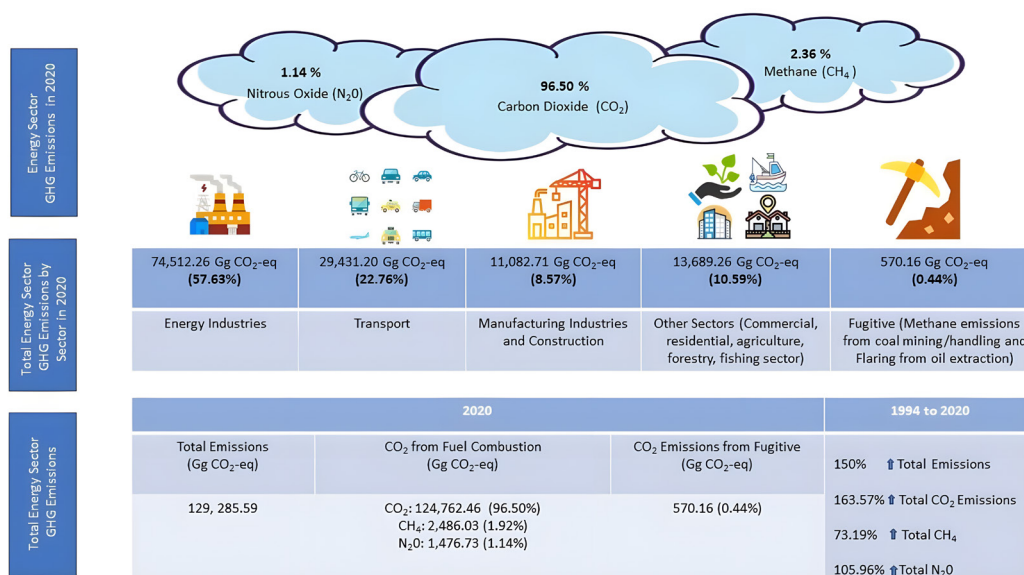 Energy Sector
GHG Emissions in 2020
1.14 %
Nitrous Oxide (N₂0)
96.50 %
Carbon Dioxide (CO₂)
2.36 %
Methane (CH₄)
Total Energy Sector
GHG Emissions by
Sector in 2020
74,512.26 Gg CO₂-eq
(57.63%)
29,431.20 Gg CO₂-eq
(22.76%)
11,082.71 Gg CO₂-eq
(8.57%)
13,689.26 Gg CO₂-eq
(10.59%)
570.16 Gg CO₂-eq
(0.44%)
Energy Industries
Transport
Manufacturing Industries
and Construction
Other Sectors (Commercial,
residential, agriculture,
forestry, fishing sector)
Fugitive (Methane emissions
from coal mining/handling and
Flaring from oil extraction)
Total Energy Sector
GHG Emissions
2020
1994 to 2020
Total Emissions
(Gg CO₂-eq)
CO₂ from Fuel Combustion
(Gg CO₂-eq)
CO₂ Emissions from Fugitive
(Gg CO₂-eq)
129, 285.59
CO₂: 124,762.46 (96.50%)
CH₄: 2,486.03 (1.92%)
N₂0: 1,476.73 (1.14%)
570.16 (0.44%)
150% ⬆ Total Emissions
163.57% ⬆ Total CO₂ Emissions
73.19% ⬆ Total CH₄
105.96% ⬆ Total N₂0